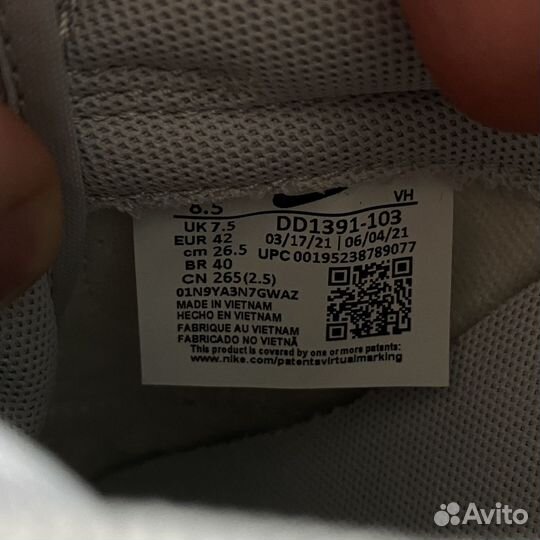 8.5 VH
UK 7.5 DD1391-103
EUR 42 03/17/21 | 06/04/21
cm 26.5 UPC 00195238789077
BR 40
CN 265(2.5)
01N9YA3N7GWAZ
MADE IN VIETNAM
HECHO EN VIETNAM
FABRIQUE AU VIETNAM
FABRICADO NO VIETNÃ
This product is covered by one or more patents:
www.nike.com/patentsvirtualmarking
Avito